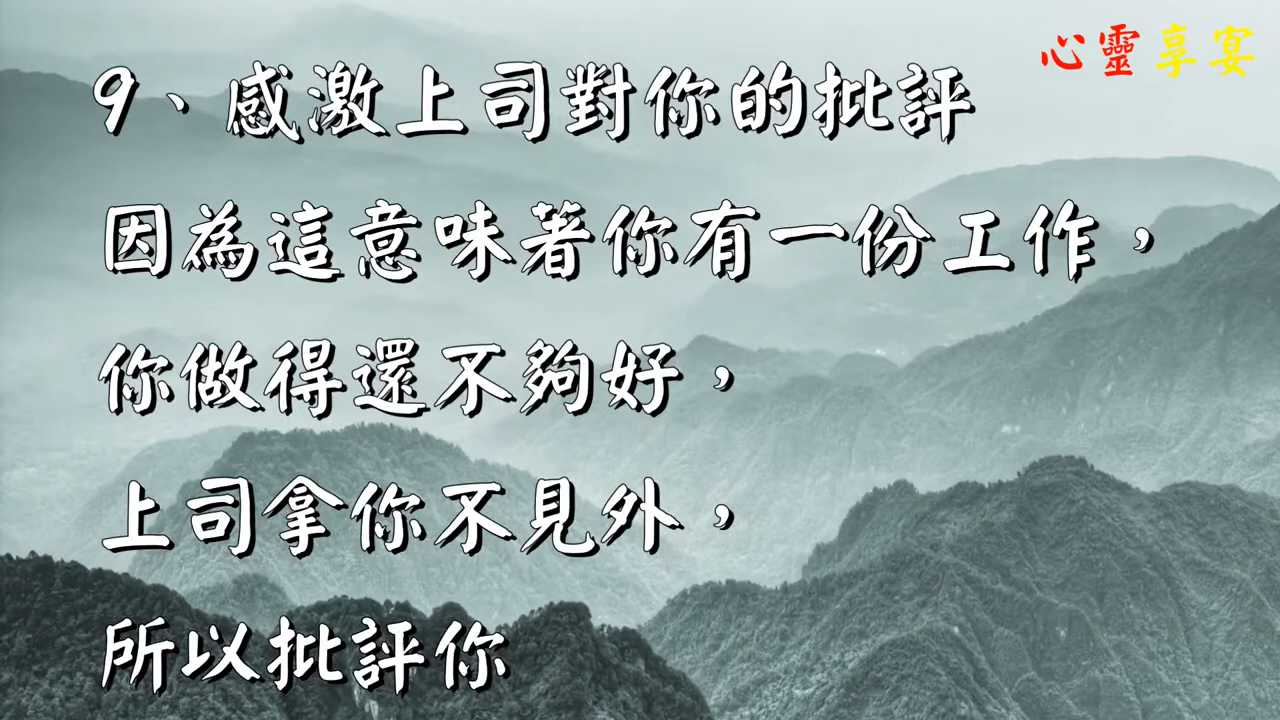 心靈享宴
9、感激上司對你的批評
因為這意味著你有一份工作，
你做得還不夠好，
上司拿你不見外，
所以批評你